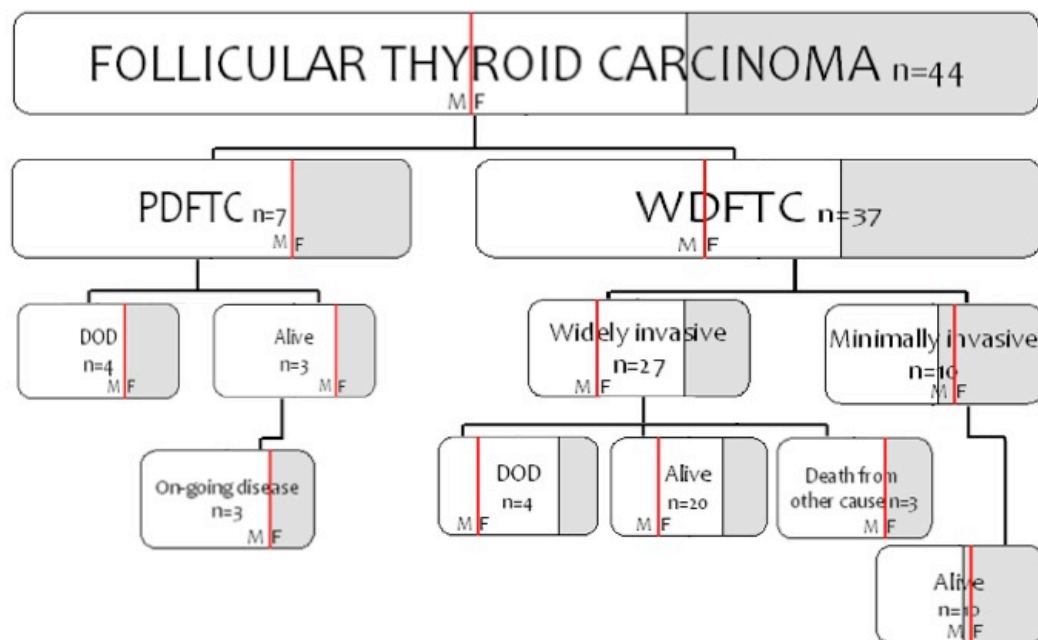 FOLLICULAR THYROID CARCINOMA n=44
M F
PDFTC n=7
M F
WDFTC n=37
M F
DOD
n=4
M F
Alive
n=3
M F
Widely invasive
n=27
M F
Minimally invasive
n=10
M F
On-going disease
n=3
M F
DOD
n=4
M F
Alive
n=20
M F
Death from
other cause n=3
M F
Alive
n=10
M F